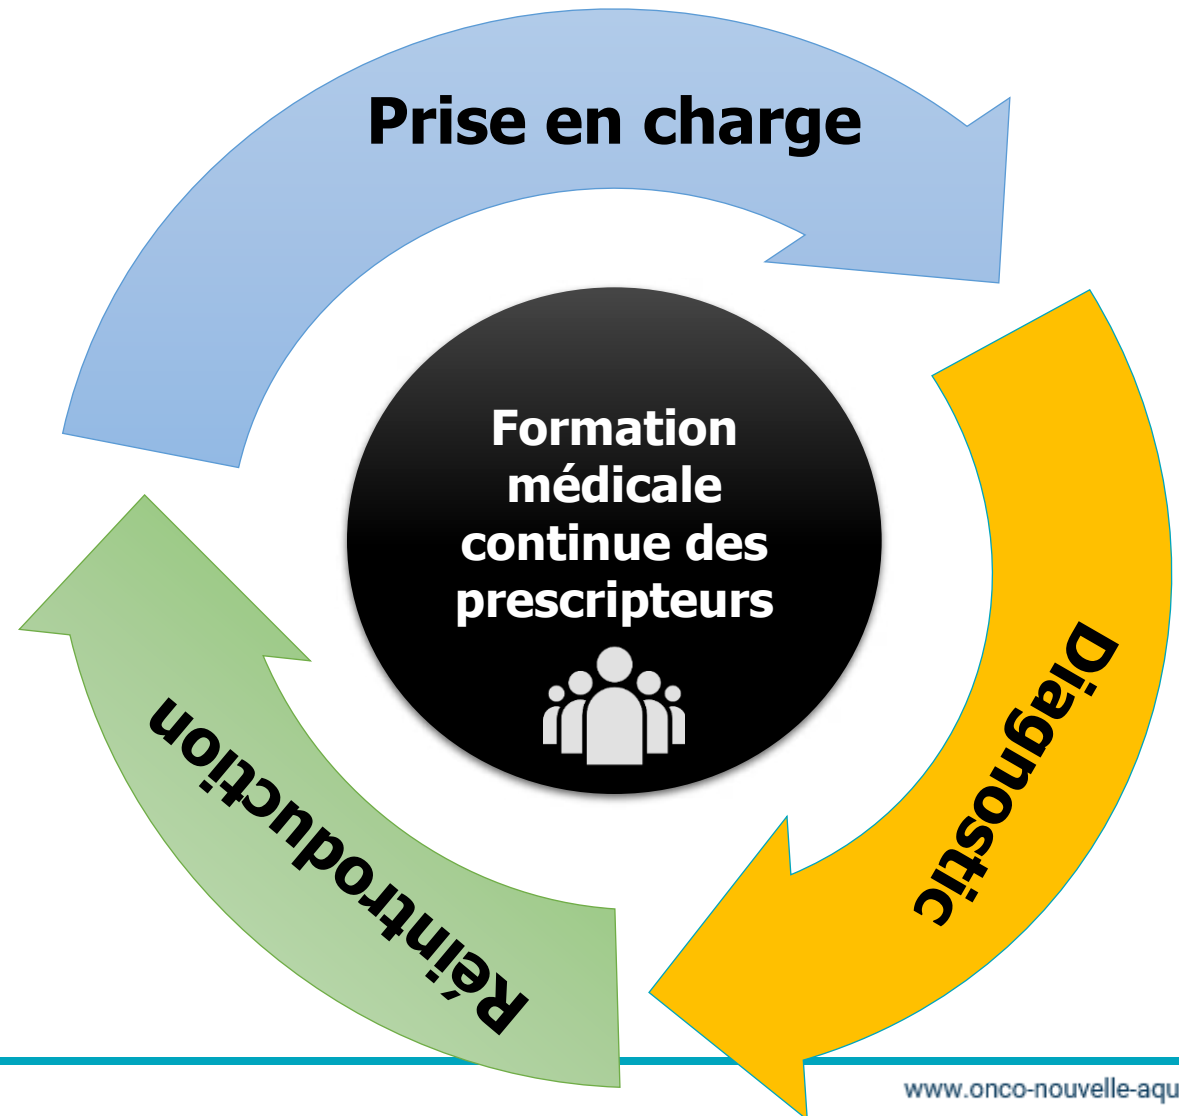 Prise en charge
Formation
médicale
continue des
prescripteurs
Diagnostic
Réintroduction
www.onco-nouvelle-aqu